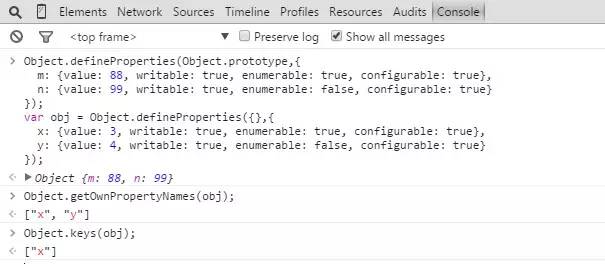 Elements Network Sources Timeline Profiles Resources Audits Console
<top frame> ▼ Preserve log Show all messages
> Object.defineProperties(Object.prototype,{
m: {value: 88, writable: true, enumerable: true, configurable: true},
n: {value: 99, writable: true, enumerable: false, configurable: true}
});
var obj = Object.defineProperties({},{
x: {value: 3, writable: true, enumerable: true, configurable: true},
y: {value: 4, writable: true, enumerable: false, configurable: true}
});
Object {m: 88, n: 99}
> Object.getOwnPropertyNames(obj);
["x", "y"]
> Object.keys(obj);
["x"]